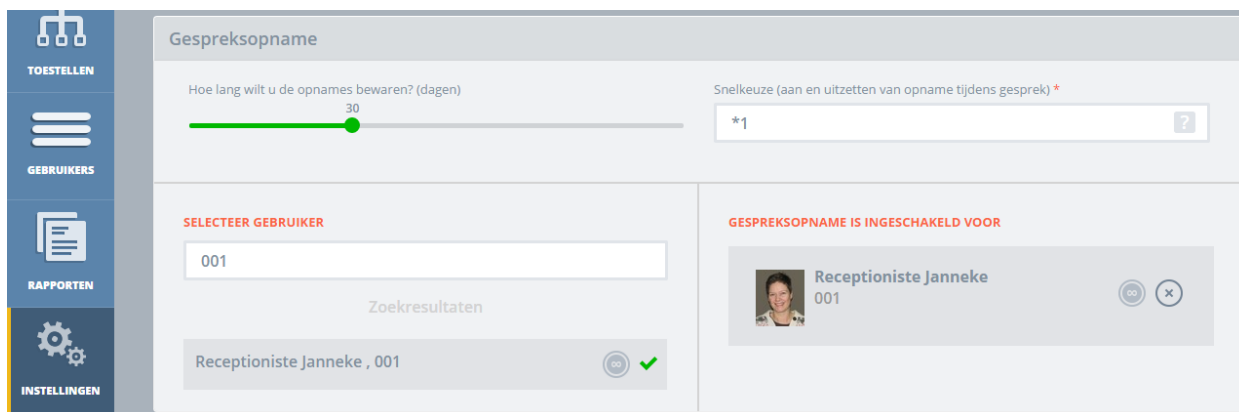 TOESTELLEN
GEBRUIKERS
RAPPORTEN
INSTELLINGEN
Gespreksopname
Hoe lang wilt u de opnames bewaren? (dagen)
30
Snelkeuze (aan en uitzetten van opname tijdens gesprek) *
*1
?
SELECTEER GEBRUIKER
001
Zoekresultaten
Receptioniste Janneke , 001
GESPREKSOPNAME IS INGESCHAKELD VOOR
Receptioniste Janneke
001